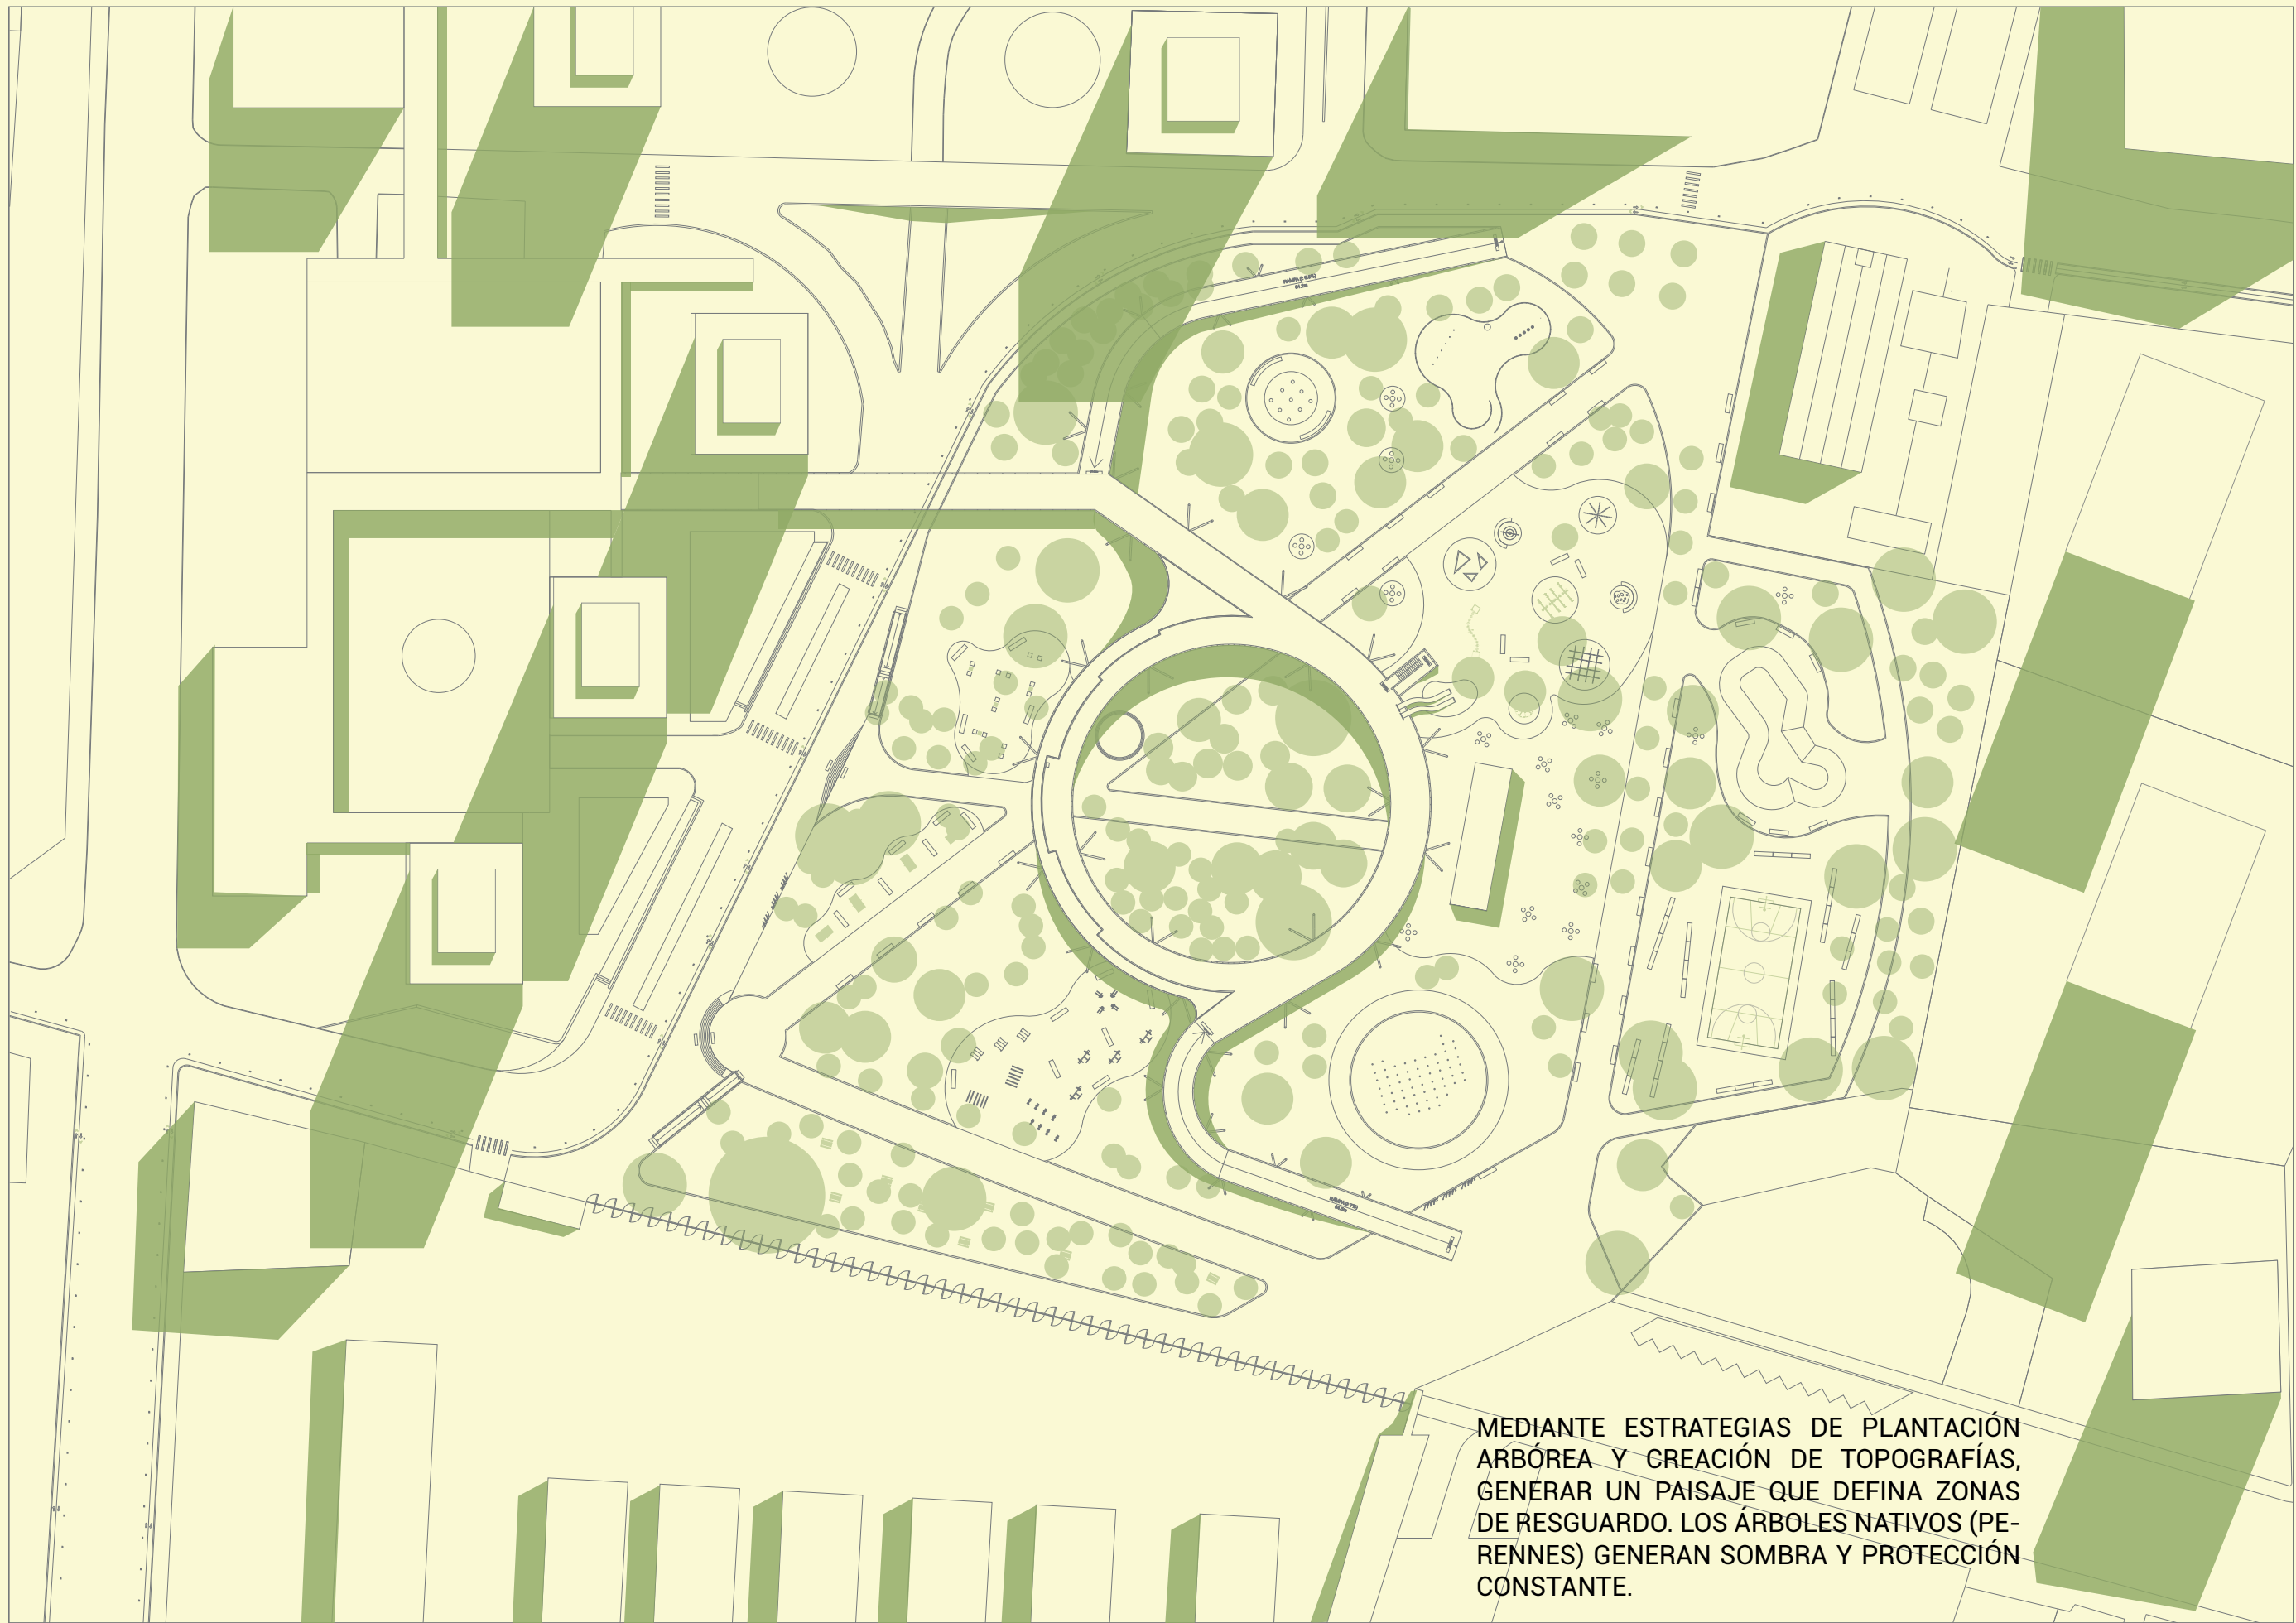 MEDIANTE ESTRATEGIAS DE PLANTACIÓN
ARBÓREA Y CREACIÓN DE TOPOGRAFÍAS,
GENERAR UN PAISAJE QUE DEFINA ZONAS
DE RESGUARDO. LOS ÁRBOLES NATIVOS (PE-
RENNES) GENERAN SOMBRA Y PROTECCIÓN
CONSTANTE.